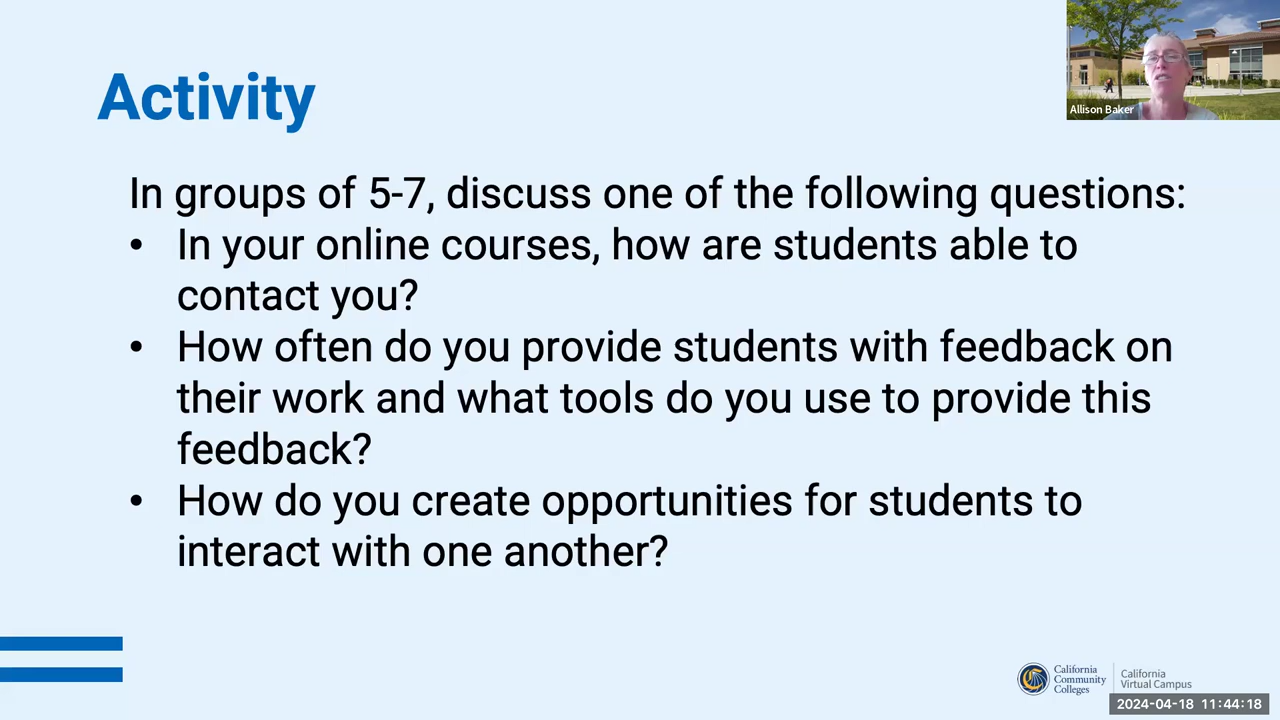 Activity
Allison Baker
In groups of 5-7, discuss one of the following questions:
• In your online courses, how are students able to
contact you?
• How often do you provide students with feedback on
their work and what tools do you use to provide this
feedback?
• How do you create opportunities for students to
interact with one another?
California
Community
Colleges
California
Virtual Campus
2024-04-18 11:44:18